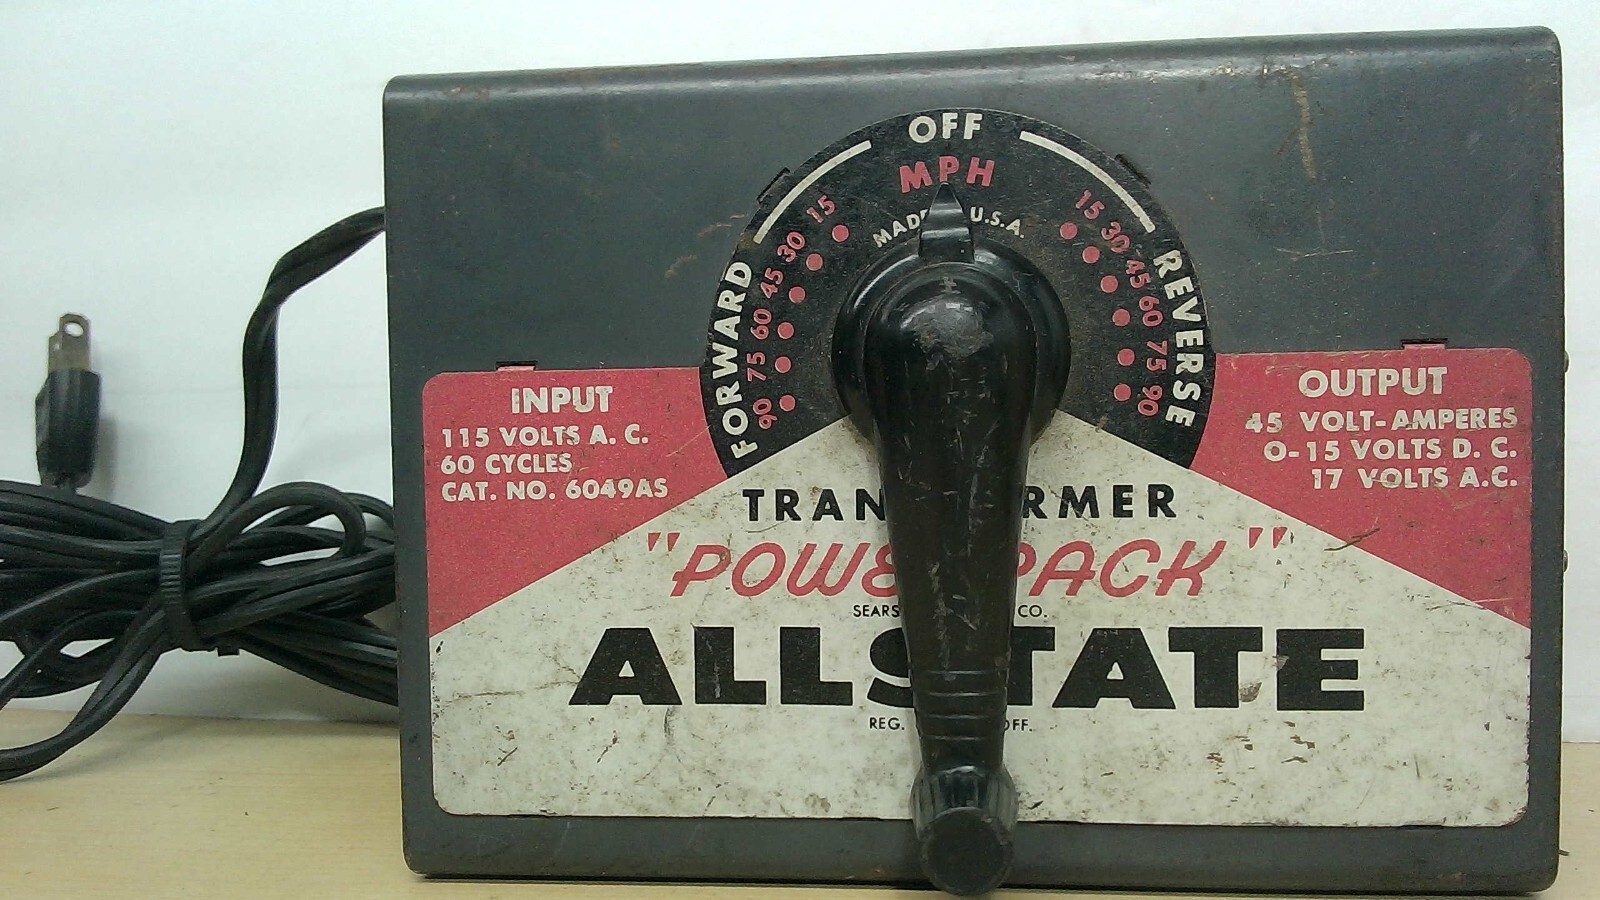 OFF
MPH
MADE U.S.A.
FORWARD
15 30 45 60 75 90
REVERSE
15 30 45 60 75 90
INPUT
115 VOLTS A. C.
60 CYCLES
CAT. NO. 6049AS
OUTPUT
45 VOLT-AMPERES
0-15 VOLTS D. C.
17 VOLTS A.C.
TRAN RMER
"POWE PACK"
SEARS CO.
ALLSTATE
REG. OFF.